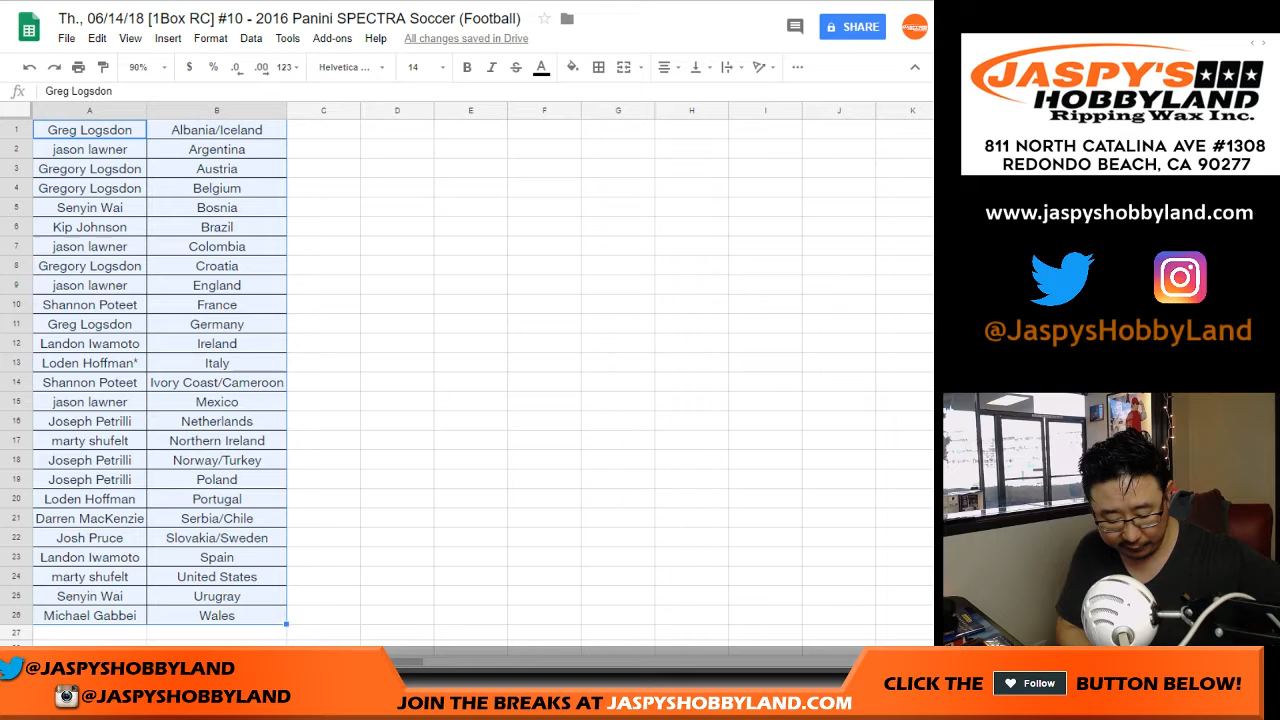 Th., 06/14/18 [1Box RC] #10 - 2016 Panini SPECTRA Soccer (Football)
File Edit View Insert Format Data Tools Add-ons Help All changes saved in Drive
SHARE
90% $ % .0 .00 123 Helvetica ... 14 B I S A
fx Greg Logsdon
A B C D E F G H I J K
1 Greg Logsdon Albania/Iceland
2 jason lawner Argentina
3 Gregory Logsdon Austria
4 Gregory Logsdon Belgium
5 Senyin Wai Bosnia
6 Kip Johnson Brazil
7 jason lawner Colombia
8 Gregory Logsdon Croatia
9 jason lawner England
10 Shannon Poteet France
11 Greg Logsdon Germany
12 Landon Iwamoto Ireland
13 Loden Hoffman* Italy
14 Shannon Poteet Ivory Coast/Cameroon
15 jason lawner Mexico
16 Joseph Petrilli Netherlands
17 marty shufelt Northern Ireland
18 Joseph Petrilli Norway/Turkey
19 Joseph Petrilli Poland
20 Loden Hoffman Portugal
21 Darren MacKenzie Serbia/Chile
22 Josh Pruce Slovakia/Sweden
23 Landon Iwamoto Spain
24 marty shufelt United States
25 Senyin Wai Urugray
26 Michael Gabbei Wales
27
JASPY'S
HOBBYLAND
Ripping Wax Inc.
811 NORTH CATALINA AVE #1308
REDONDO BEACH, CA 90277
www.jaspyshobbyland.com
@JaspysHobbyLand
@JASPYSHOBBYLAND
@JASPYSHOBBYLAND
JOIN THE BREAKS AT JASPYSHOBBYLAND.COM
CLICK THE Follow BUTTON BELOW!